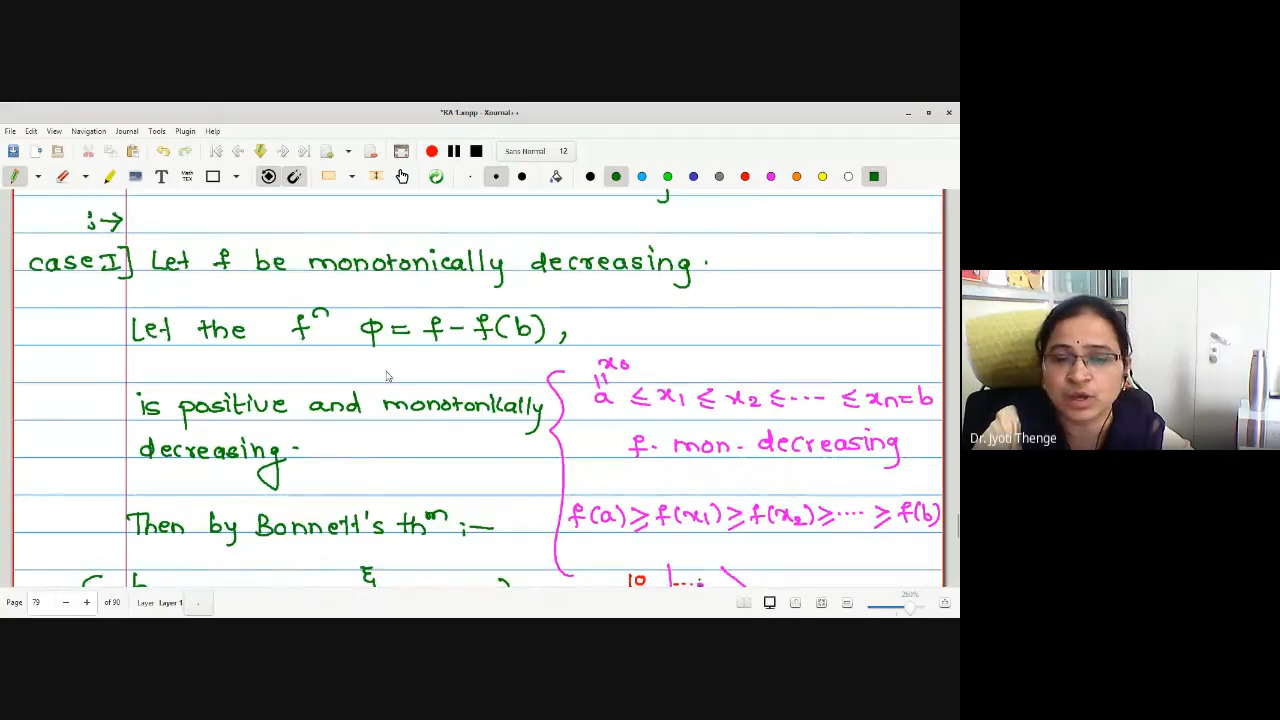 *RA 1.xopp - Xournal++
File Edit View Navigation Journal Tools Plugin Help
Sans Normal 12
case I] Let f be monotonically decreasing.
Let the fⁿ φ = f - f(b),
x₀
||
a ≤ x₁ ≤ x₂ ≤ ... ≤ xn = b
is positive and monotonically
decreasing.
f. mon. decreasing
f(a) ≥ f(x₁) ≥ f(x₂) ≥ .... ≥ f(b)
Then by Bonnett's thᵐ :-
b ξ
10
Page 79 of 90 Layer Layer 1 260%
Dr. Jyoti Thenge